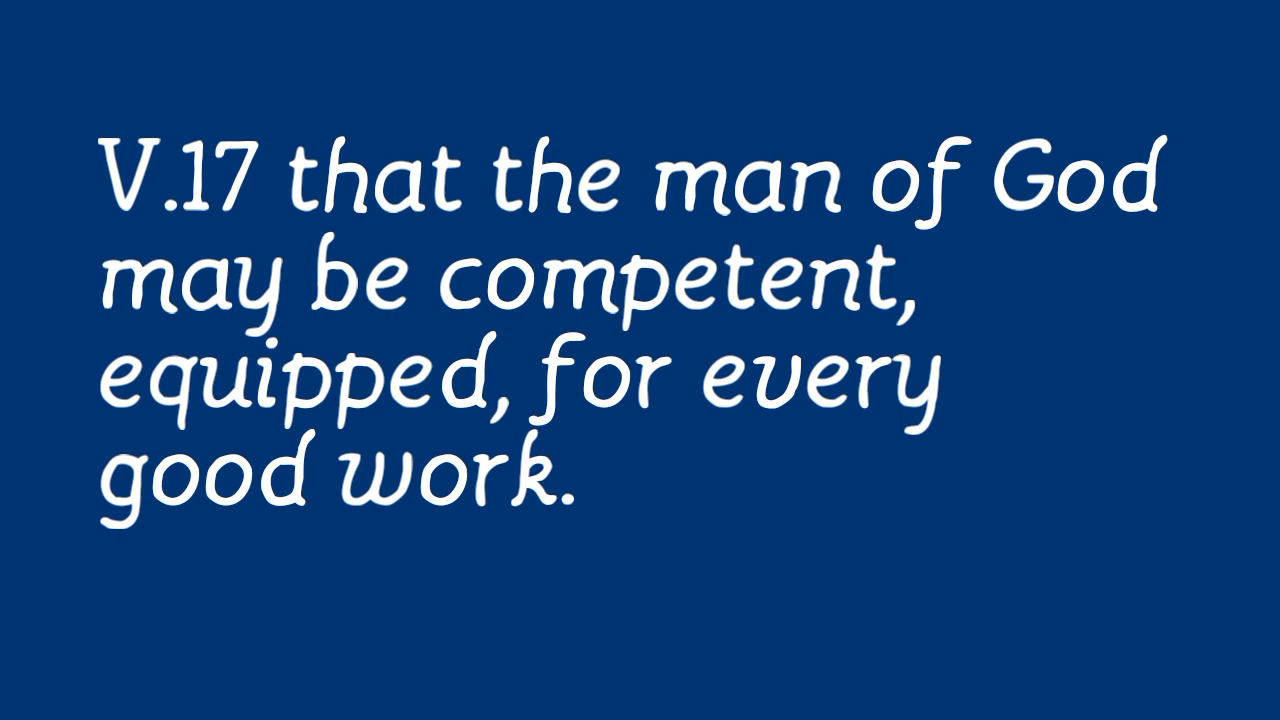 V.17 that the man of God
may be competent,
equipped, for every
good work.